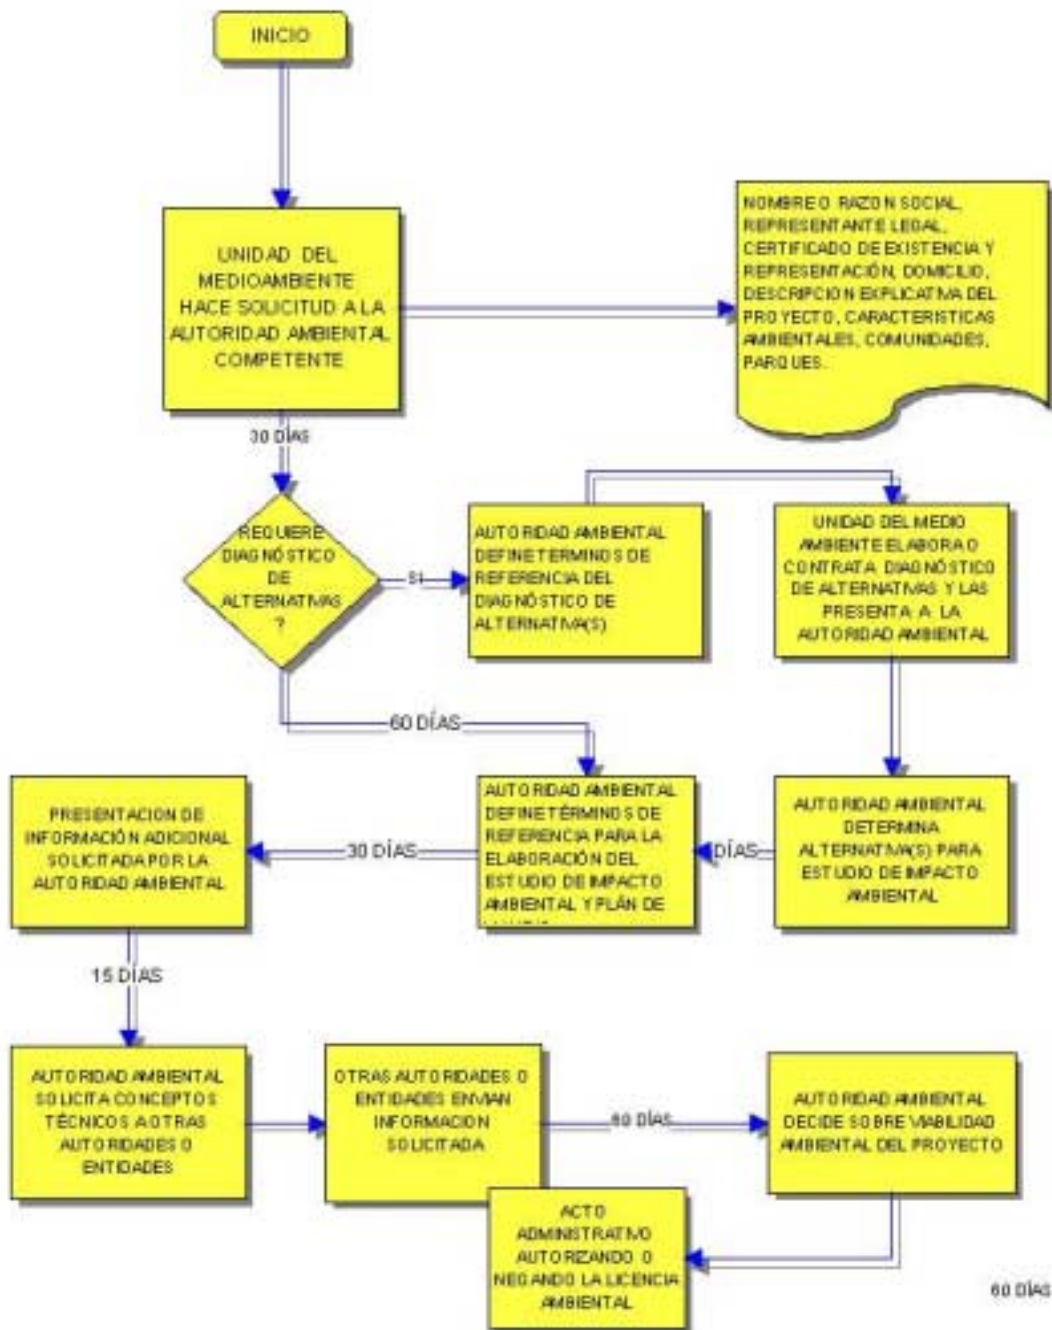 INICIO
UNIDAD DEL
MEDIOAMBIENTE
HACE SOLICITUD A LA
AUTORIDAD AMBIENTAL
COMPETENTE
NOMBRE O RAZON SOCIAL,
REPRESENTANTE LEGAL,
CERTIFICADO DE EXISTENCIA Y
REPRESENTACIÓN, DOMICILIO,
DESCRIPCION EXPLICATIVA DEL
PROYECTO, CARACTERISTICAS
AMBIENTALES, COMUNIDADES,
PARQUES.
30 DÍAS
REQUIERE
DIAGNÓSTICO
DE
ALTERNATIVAS
?
SI
AUTORIDAD AMBIENTAL
DEFINE TERMINOS DE
REFERENCIA DEL
DIAGNÓSTICO DE
ALTERNATIVA(S)
UNIDAD DEL MEDIO
AMBIENTE ELABORA O
CONTRATA DIAGNÓSTICO
DE ALTERNATIVAS Y LAS
PRESENTA A LA
AUTORIDAD AMBIENTAL
60 DÍAS
PRESENTACION DE
INFORMACIÓN ADICIONAL
SOLICITADA POR LA
AUTORIDAD AMBIENTAL
30 DÍAS
AUTORIDAD AMBIENTAL
DEFINE TÉRMINOS DE
REFERENCIA PARA LA
ELABORACIÓN DEL
ESTUDIO DE IMPACTO
AMBIENTAL Y PLÁN DE
DÍAS
AUTORIDAD AMBIENTAL
DETERMINA
ALTERNATIVA(S) PARA
ESTUDIO DE IMPACTO
AMBIENTAL
15 DÍAS
AUTORIDAD AMBIENTAL
SOLICITA CONCEPTOS
TÉCNICOS A OTRAS
AUTORIDADES O
ENTIDADES
OTRAS AUTORIDADES O
ENTIDADES ENVIAN
INFORMACION
SOLICITADA
60 DÍAS
AUTORIDAD AMBIENTAL
DECIDE SOBRE VIABILIDAD
AMBIENTAL DEL PROYECTO
ACTO
ADMINISTRATIVO
AUTORIZANDO O
NEGANDO LA LICENCIA
AMBIENTAL
60 DÍAS